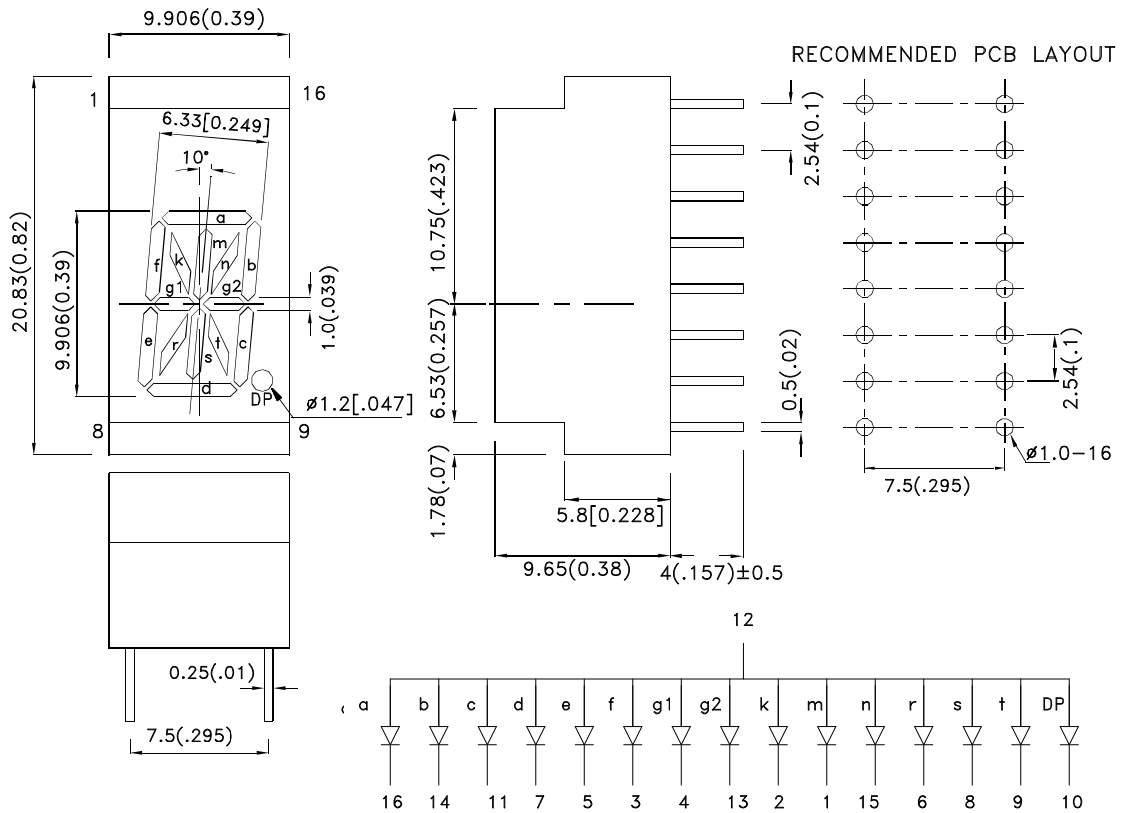 9.906(0.39)
RECOMMENDED PCB LAYOUT
1
16
6.33[0.249]
10°
20.83(0.82)
9.906(0.39)
a
m
k
n
f
b
g1
g2
1.0(.039)
e
r
s
t
c
d
DP
ø1.2[.047]
8
9
10.75(.423)
6.53(0.257)
1.78(.07)
2.54(0.1)
0.5(.02)
5.8[0.228]
9.65(0.38)
4(.157)±0.5
2.54(.1)
ø1.0-16
7.5(.295)
0.25(.01)
7.5(.295)
12
a b c d e f g1 g2 k m n r s t DP
16 14 11 7 5 3 4 13 2 1 15 6 8 9 10